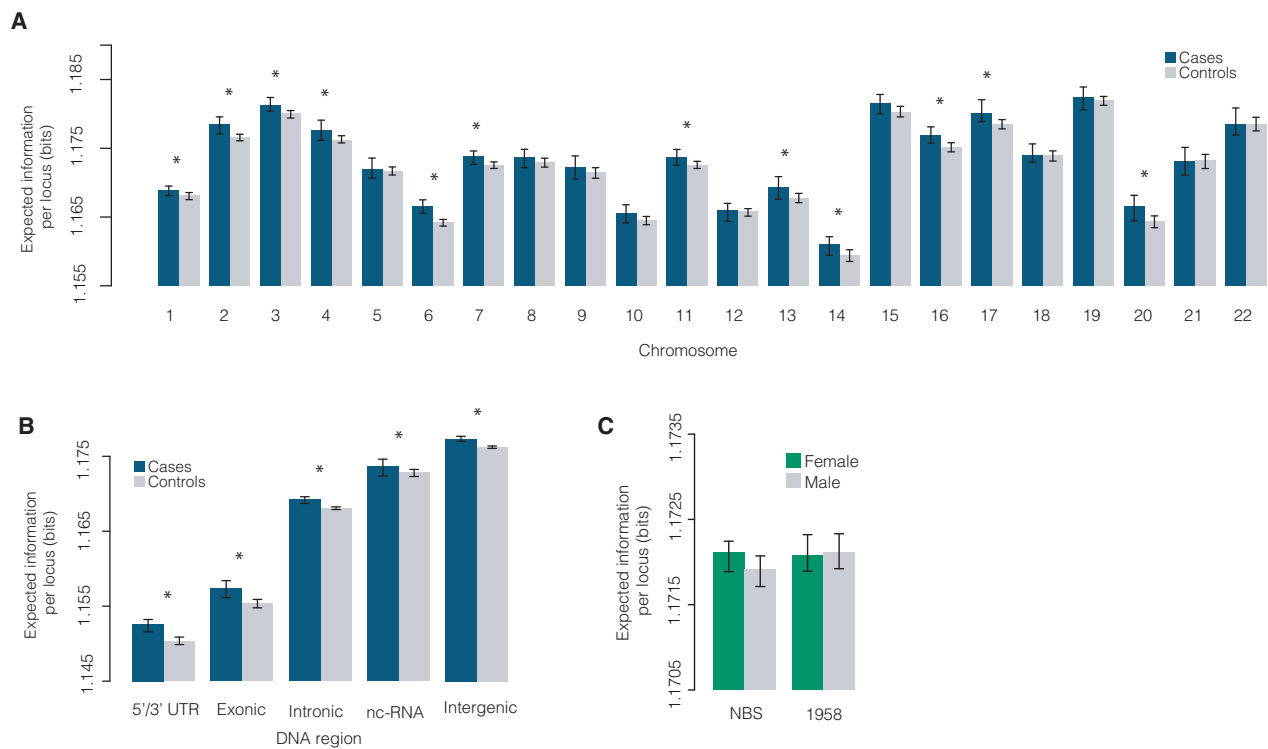 A
Expected information
per locus (bits)
1.185
1.175
1.165
1.155
Cases
Controls
*
*
*
*
*
*
*
*
*
*
*
*
1 2 3 4 5 6 7 8 9 10 11 12 13 14 15 16 17 18 19 20 21 22
Chromosome
B
Expected information
per locus (bits)
1.175
1.165
1.155
1.145
Cases
Controls
*
*
*
*
*
5’/3’ UTR Exonic Intronic nc-RNA Intergenic
DNA region
C
Expected information
per locus (bits)
1.1735
1.1725
1.1715
1.1705
Female
Male
NBS 1958